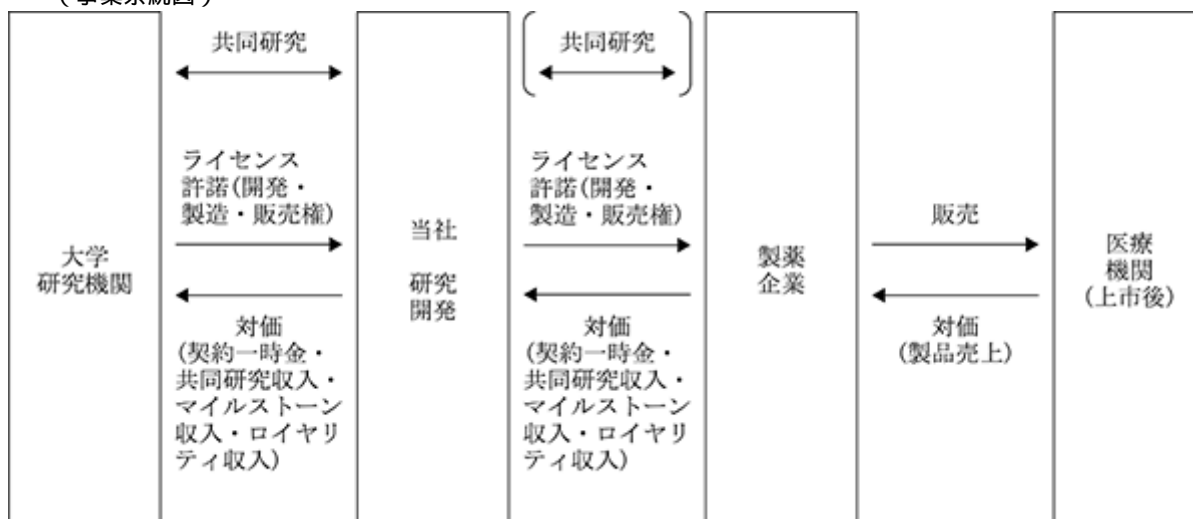 (事業系統図)
共同研究
共同研究
ライセンス
許諾(開発・
製造・販売権)
ライセンス
許諾(開発・
製造・販売権)
大学
研究機関
当社
研究
開発
製薬
企業
販売
医療
機関
(上市後)
対価
(契約一時金・
共同研究収入・
マイルストーン
収入・ロイヤリ
ティ収入)
対価
(契約一時金・
共同研究収入・
マイルストーン
収入・ロイヤリ
ティ収入)
対価
(製品売上)